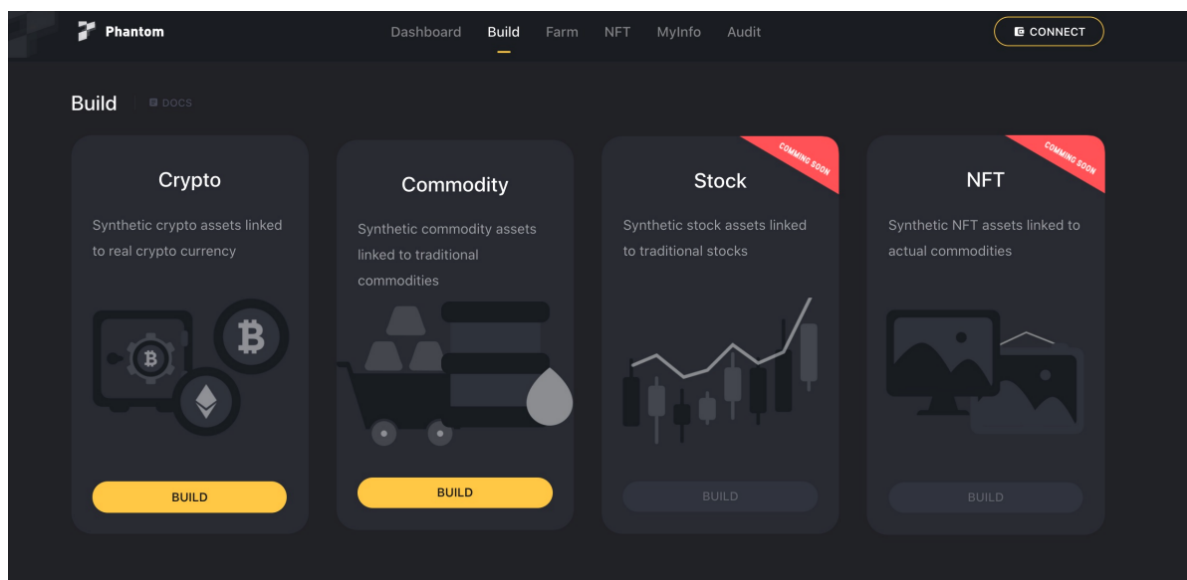 Phantom
Dashboard Build Farm NFT MyInfo Audit
CONNECT
Build
DOCS
Crypto
Synthetic crypto assets linked
to real crypto currency
BUILD
Commodity
Synthetic commodity assets
linked to traditional
commodities
BUILD
COMMING SOON
Stock
Synthetic stock assets linked
to traditional stocks
BUILD
COMMING SOON
NFT
Synthetic NFT assets linked to
actual commodities
BUILD